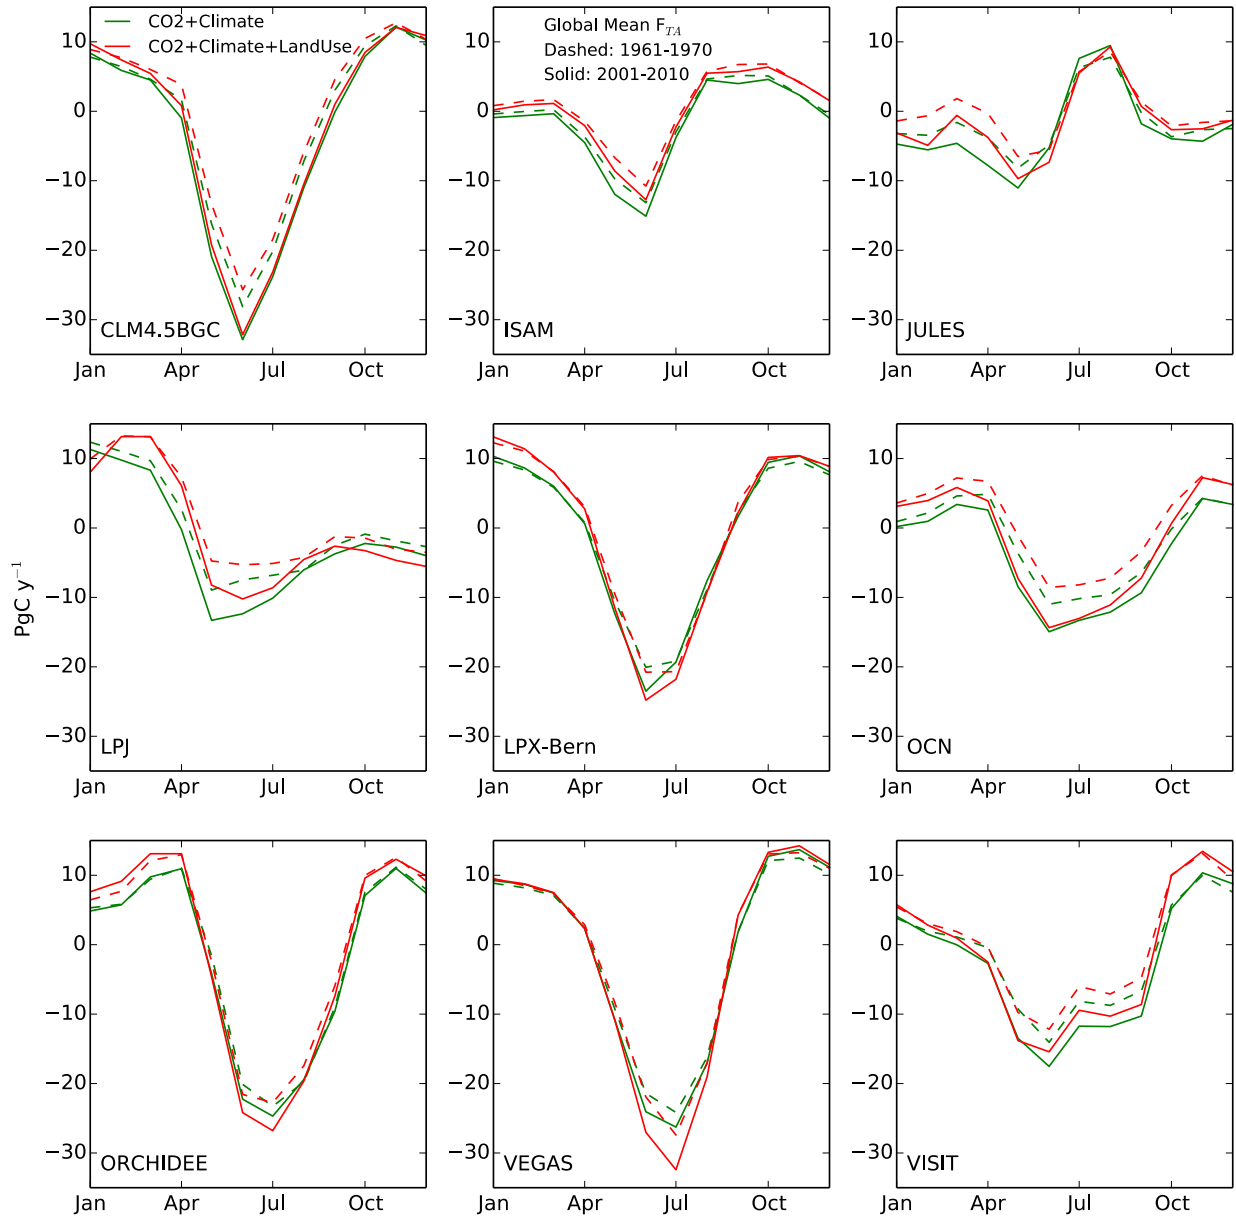 CO2+Climate
CO2+Climate+LandUse
Global Mean F_TA
Dashed: 1961-1970
Solid: 2001-2010
10
0
−10
−20
−30
CLM4.5BGC
Jan Apr Jul Oct
10
0
−10
−20
−30
ISAM
Jan Apr Jul Oct
10
0
−10
−20
−30
JULES
Jan Apr Jul Oct
PgC y⁻¹
10
0
−10
−20
−30
LPJ
Jan Apr Jul Oct
10
0
−10
−20
−30
LPX-Bern
Jan Apr Jul Oct
10
0
−10
−20
−30
OCN
Jan Apr Jul Oct
10
0
−10
−20
−30
ORCHIDEE
Jan Apr Jul Oct
10
0
−10
−20
−30
VEGAS
Jan Apr Jul Oct
10
0
−10
−20
−30
VISIT
Jan Apr Jul Oct